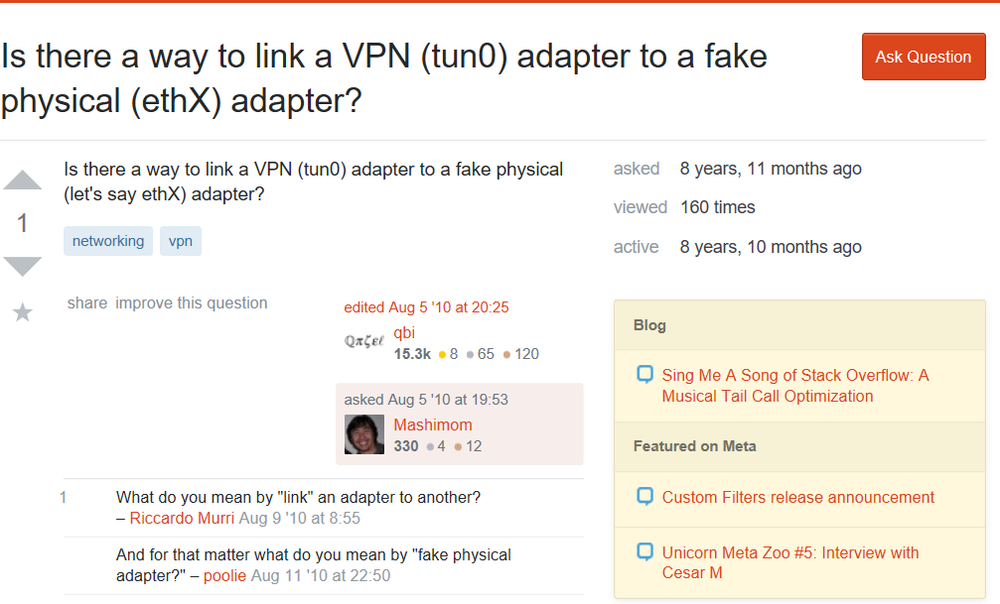 Is there a way to link a VPN (tun0) adapter to a fake
physical (ethX) adapter?
Ask Question
1
Is there a way to link a VPN (tun0) adapter to a fake physical
(let's say ethX) adapter?
networking vpn
share improve this question
edited Aug 5 '10 at 20:25
qbi
15.3k 8 65 120
asked Aug 5 '10 at 19:53
Mashimom
330 4 12
1 What do you mean by "link" an adapter to another?
– Riccardo Murri Aug 9 '10 at 8:55
And for that matter what do you mean by "fake physical
adapter?" – poolie Aug 11 '10 at 22:50
asked 8 years, 11 months ago
viewed 160 times
active 8 years, 10 months ago
Blog
Sing Me A Song of Stack Overflow: A
Musical Tail Call Optimization
Featured on Meta
Custom Filters release announcement
Unicorn Meta Zoo #5: Interview with
Cesar M